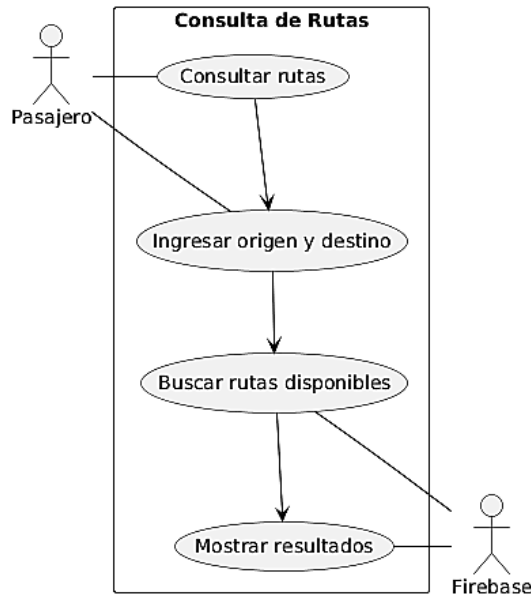 Consulta de Rutas
Consultar rutas
Pasajero
Ingresar origen y destino
Buscar rutas disponibles
Mostrar resultados
Firebase